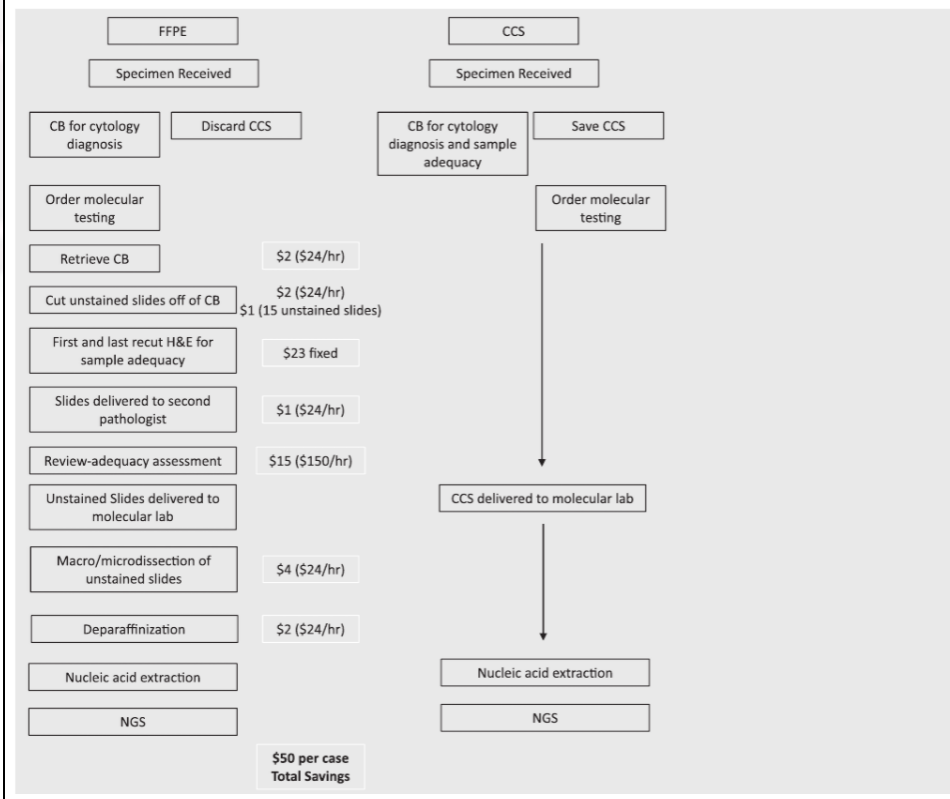 FFPE
CCS
Specimen Received
Specimen Received
CB for cytology
diagnosis
Discard CCS
CB for cytology
diagnosis and sample
adequacy
Save CCS
Order molecular
testing
Order molecular
testing
Retrieve CB
$2 ($24/hr)
Cut unstained slides off of CB
$2 ($24/hr)
$1 (15 unstained slides)
First and last recut H&E for
sample adequacy
$23 fixed
Slides delivered to second
pathologist
$1 ($24/hr)
Review-adequacy assessment
$15 ($150/hr)
Unstained Slides delivered to
molecular lab
CCS delivered to molecular lab
Macro/microdissection of
unstained slides
$4 ($24/hr)
Deparaffinization
$2 ($24/hr)
Nucleic acid extraction
Nucleic acid extraction
NGS
NGS
$50 per case
Total Savings